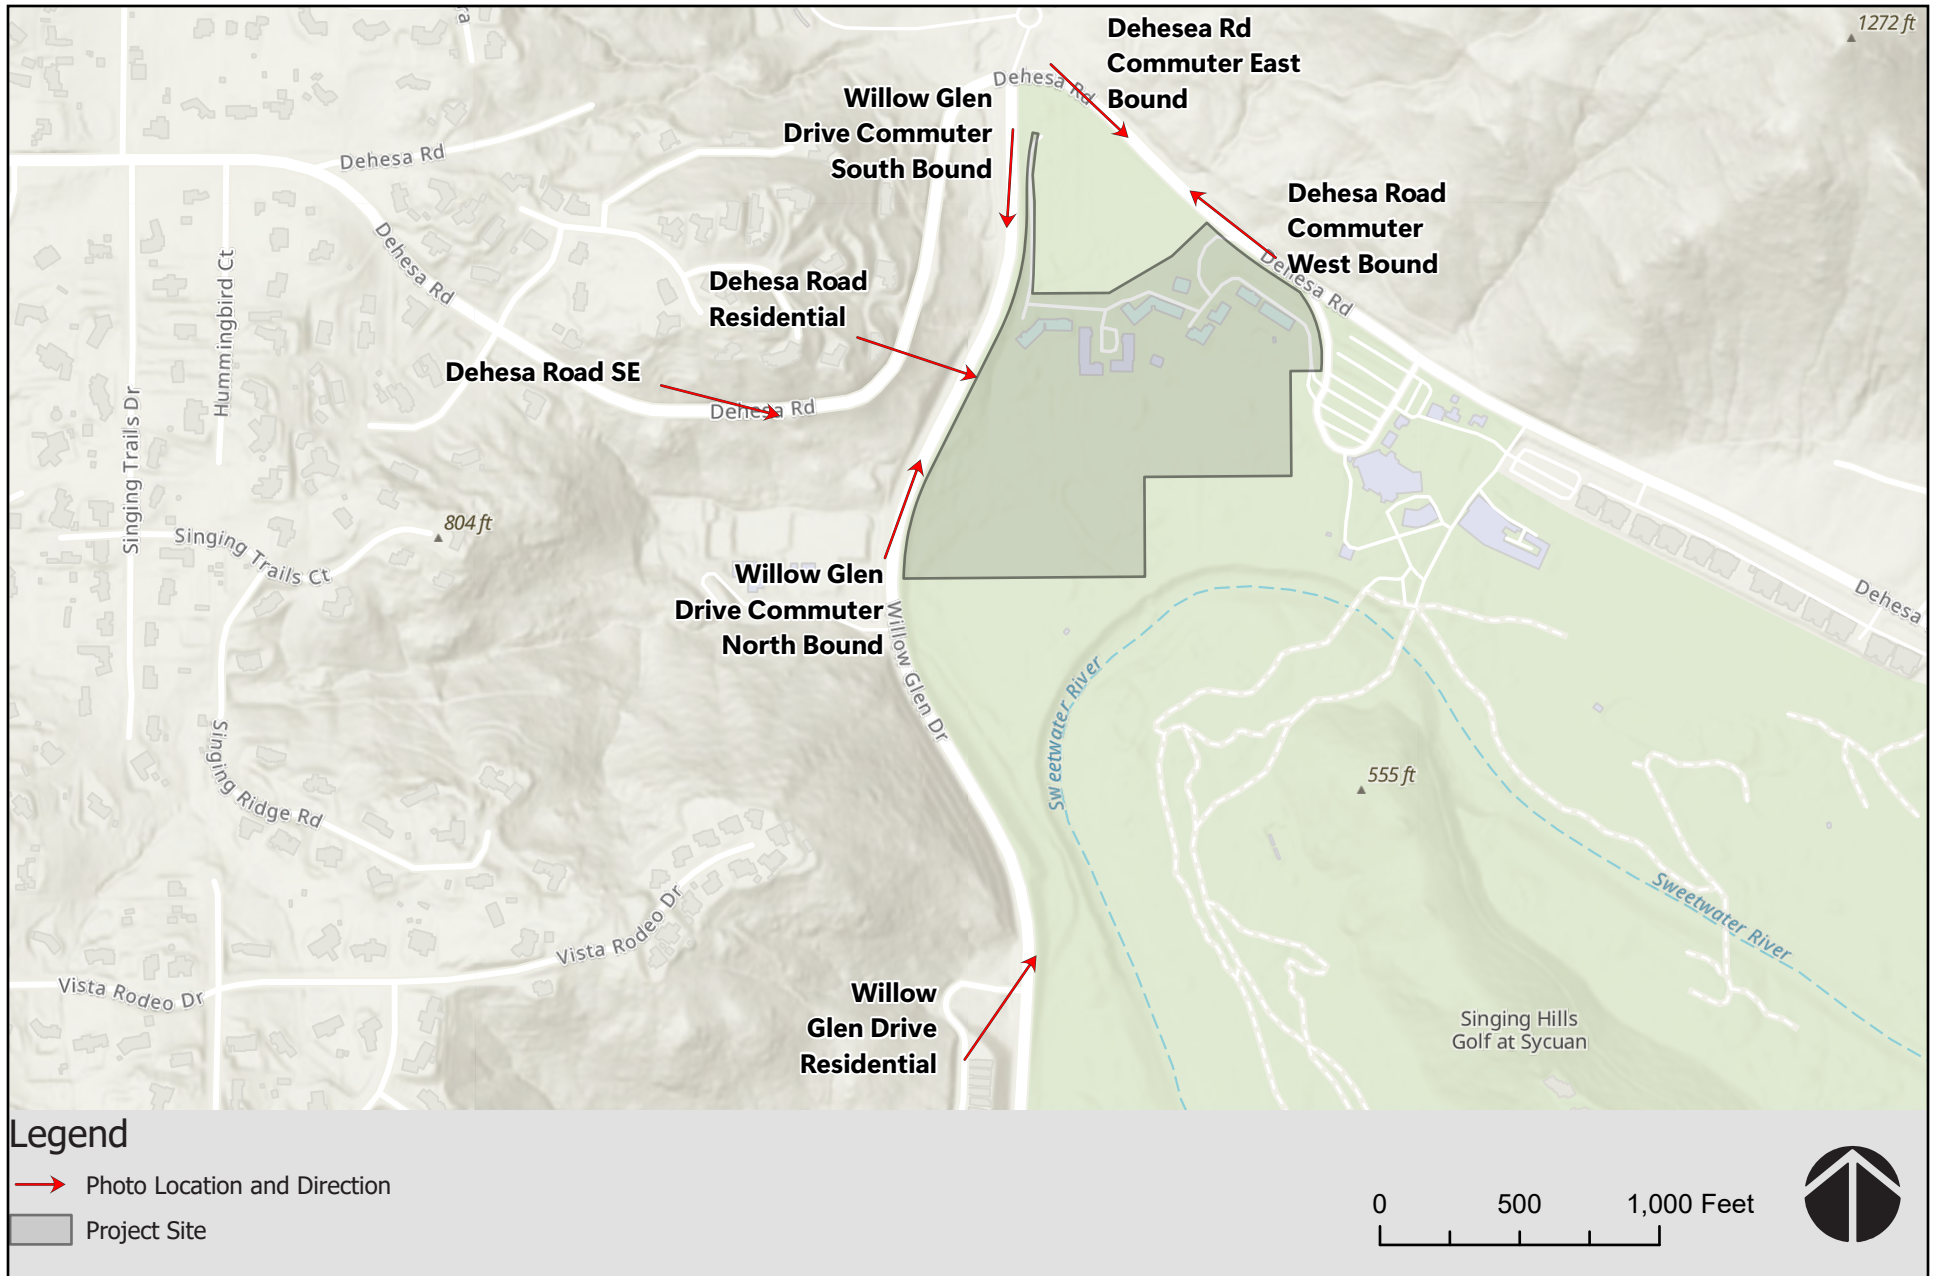 1272 ft
Dehesea Rd
Commuter East
Bound
Dehesa Rd
Willow Glen
Drive Commuter
South Bound
Dehesa Rd
Dehesa Road
Commuter
West Bound
Dehesa Rd
Dehesa Rd
Hummingbird Ct
Dehesa Road
Residential
Dehesa Road SE
Dehesa Rd
Singing Trails Dr
804 ft
Singing Trails Ct
Willow Glen
Drive Commuter
North Bound
Willow Glen Dr
Dehesa
Sweetwater River
Singing Ridge Rd
555 ft
Sweetwater River
Vista Rodeo Dr
Vista Rodeo Dr
Willow
Glen Drive
Residential
Singing Hills
Golf at Sycuan
Legend
Photo Location and Direction
Project Site
0 500 1,000 Feet